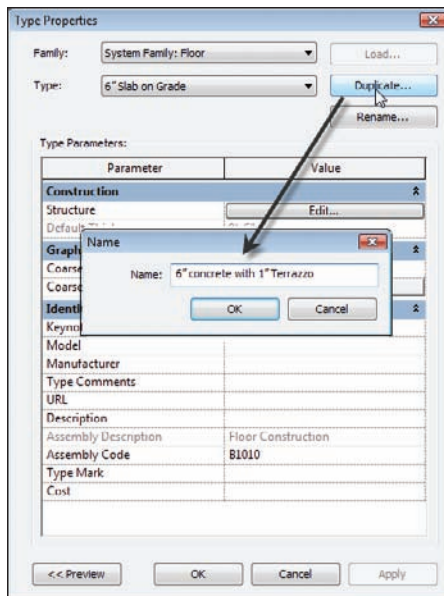 Type Properties
Family: System Family: Floor Load...
Type: 6" Slab on Grade Duplicate...
Rename...
Type Parameters:
Parameter Value
Construction
Structure Edit...
Name
Name: 6" concrete with 1" Terrazzo
OK Cancel
Coarse
Coarse
Model
Manufacturer
Type Comments
URL
Description
Assembly Description Floor Construction
Assembly Code B1010
Type Mark
Cost
<< Preview OK Cancel Apply